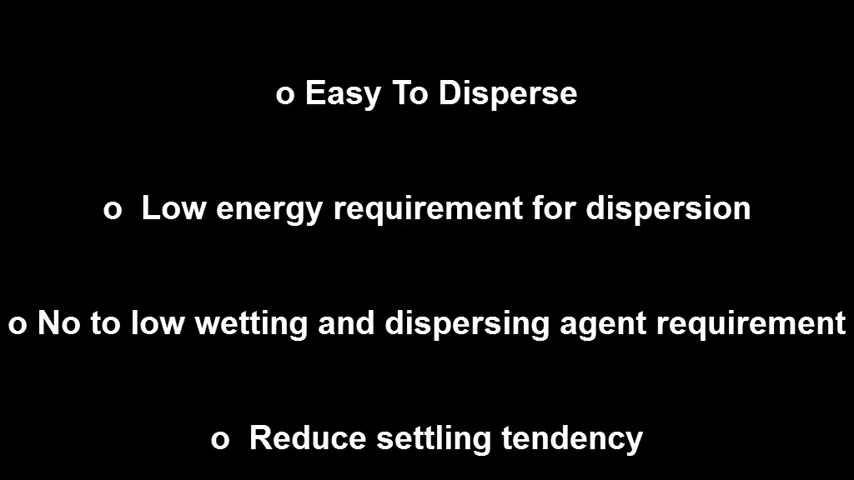 o Easy To Disperse
o Low energy requirement for dispersion
o No to low wetting and dispersing agent requirement
o Reduce settling tendency